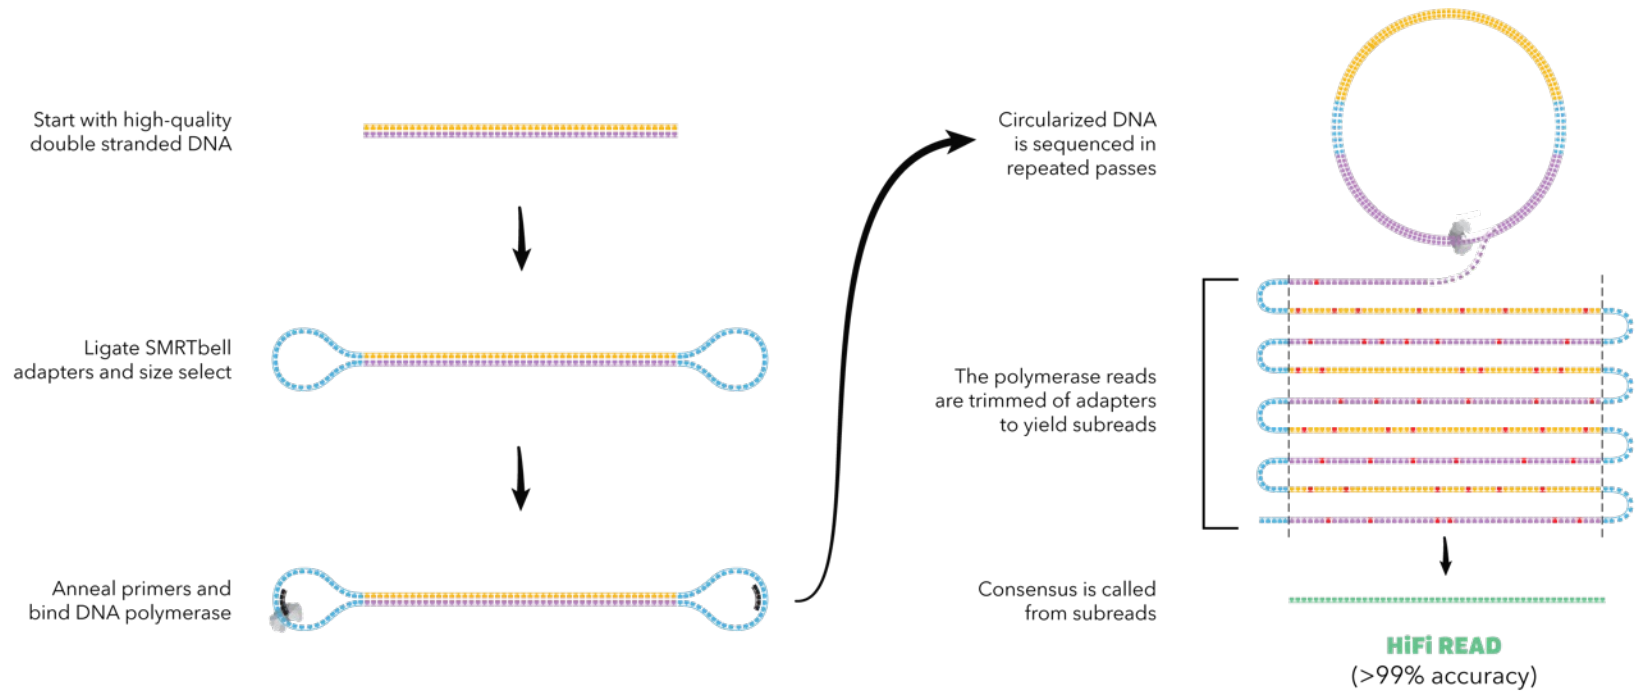 Start with high-quality
double stranded DNA
Ligate SMRTbell
adapters and size select
Anneal primers and
bind DNA polymerase
Circularized DNA
is sequenced in
repeated passes
The polymerase reads
are trimmed of adapters
to yield subreads
Consensus is called
from subreads
HiFi READ
(>99% accuracy)